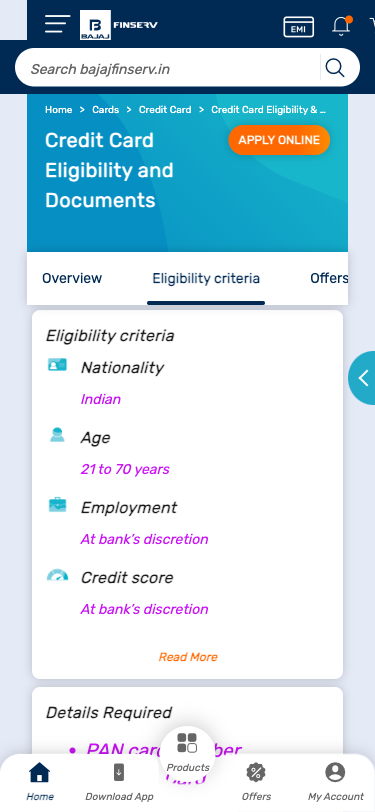 BAJAJ
FINSERV
EMI
Search bajajfinserv.in
Home > Cards > Credit Card > Credit Card Eligibility & ...
Credit Card
Eligibility and
Documents
APPLY ONLINE
Overview
Eligibility criteria
Offers
Eligibility criteria
Nationality
Indian
Age
21 to 70 years
Employment
At bank's discretion
Credit score
At bank's discretion
Read More
Details Required
• PAN card
Home
Download App
Products
Offers
My Account